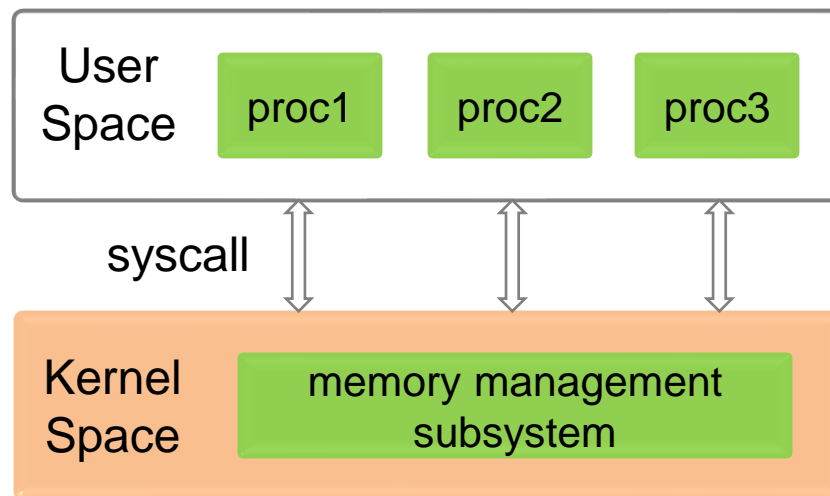 User
Space
proc1
proc2
proc3
syscall
Kernel
Space
memory management
subsystem